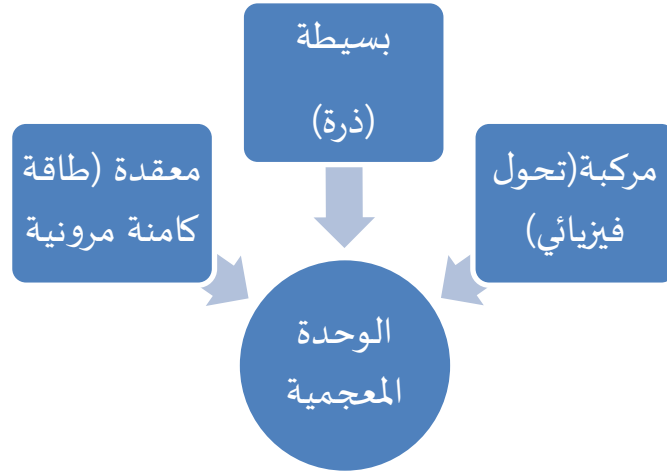 بسيطة
(ذرة)
مركبة(تحول
فيزيائي)
معقدة (طاقة
كامنة مرونية
الوحدة
المعجمية